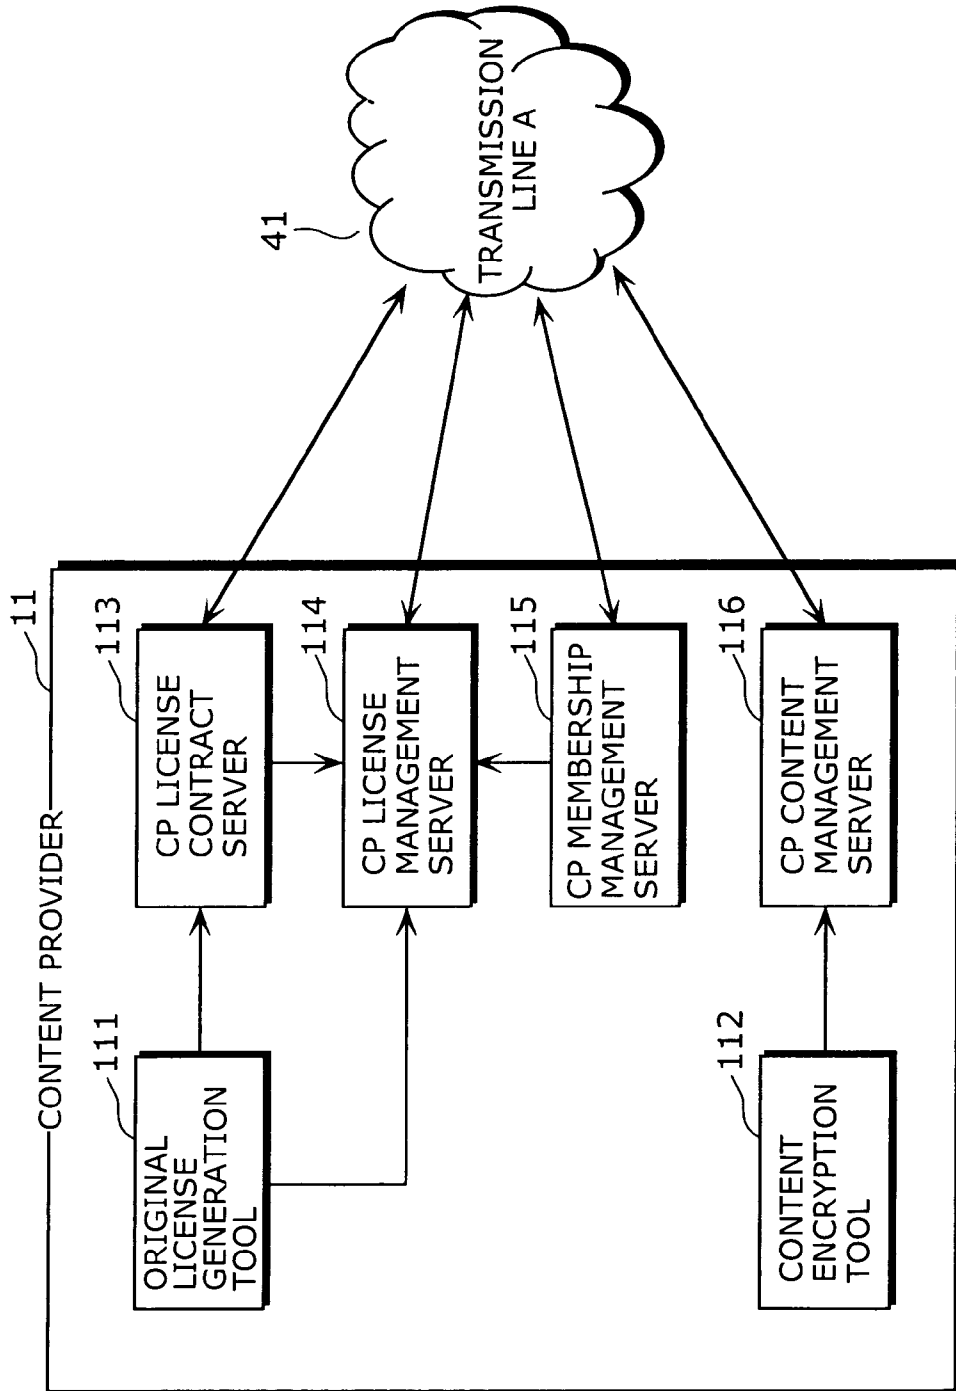 CONTENT PROVIDER
11
111
ORIGINAL
LICENSE
GENERATION
TOOL
113
CP LICENSE
CONTRACT
SERVER
114
CP LICENSE
MANAGEMENT
SERVER
115
CP MEMBERSHIP
MANAGEMENT
SERVER
112
CONTENT
ENCRYPTION
TOOL
116
CP CONTENT
MANAGEMENT
SERVER
41
TRANSMISSION
LINE A